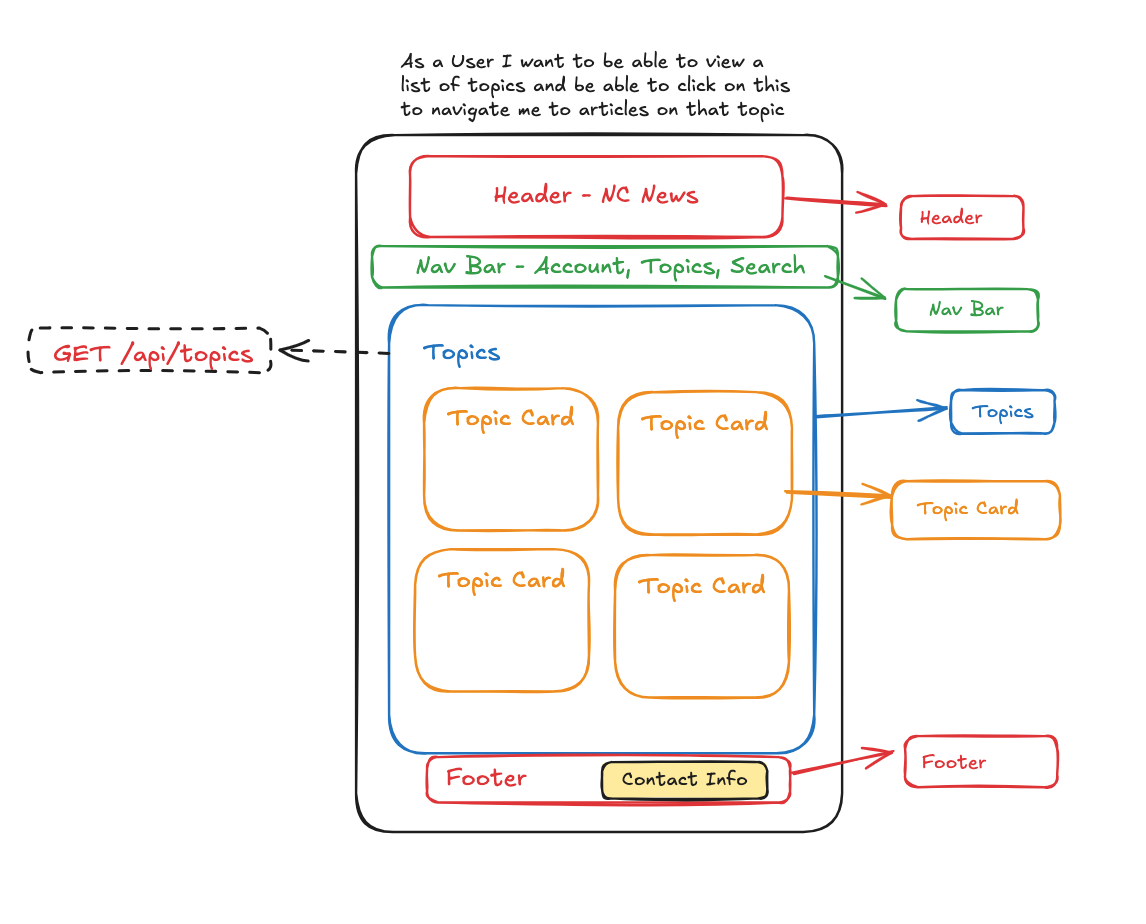 As a User I want to be able to view a
list of topics and be able to click on this
to navigate me to articles on that topic
Header - NC News
Header
Nav Bar - Account, Topics, Search
Nav Bar
GET /api/topics
Topics
Topics
Topic Card
Topic Card
Topic Card
Topic Card
Topic Card
Footer
Contact Info
Footer